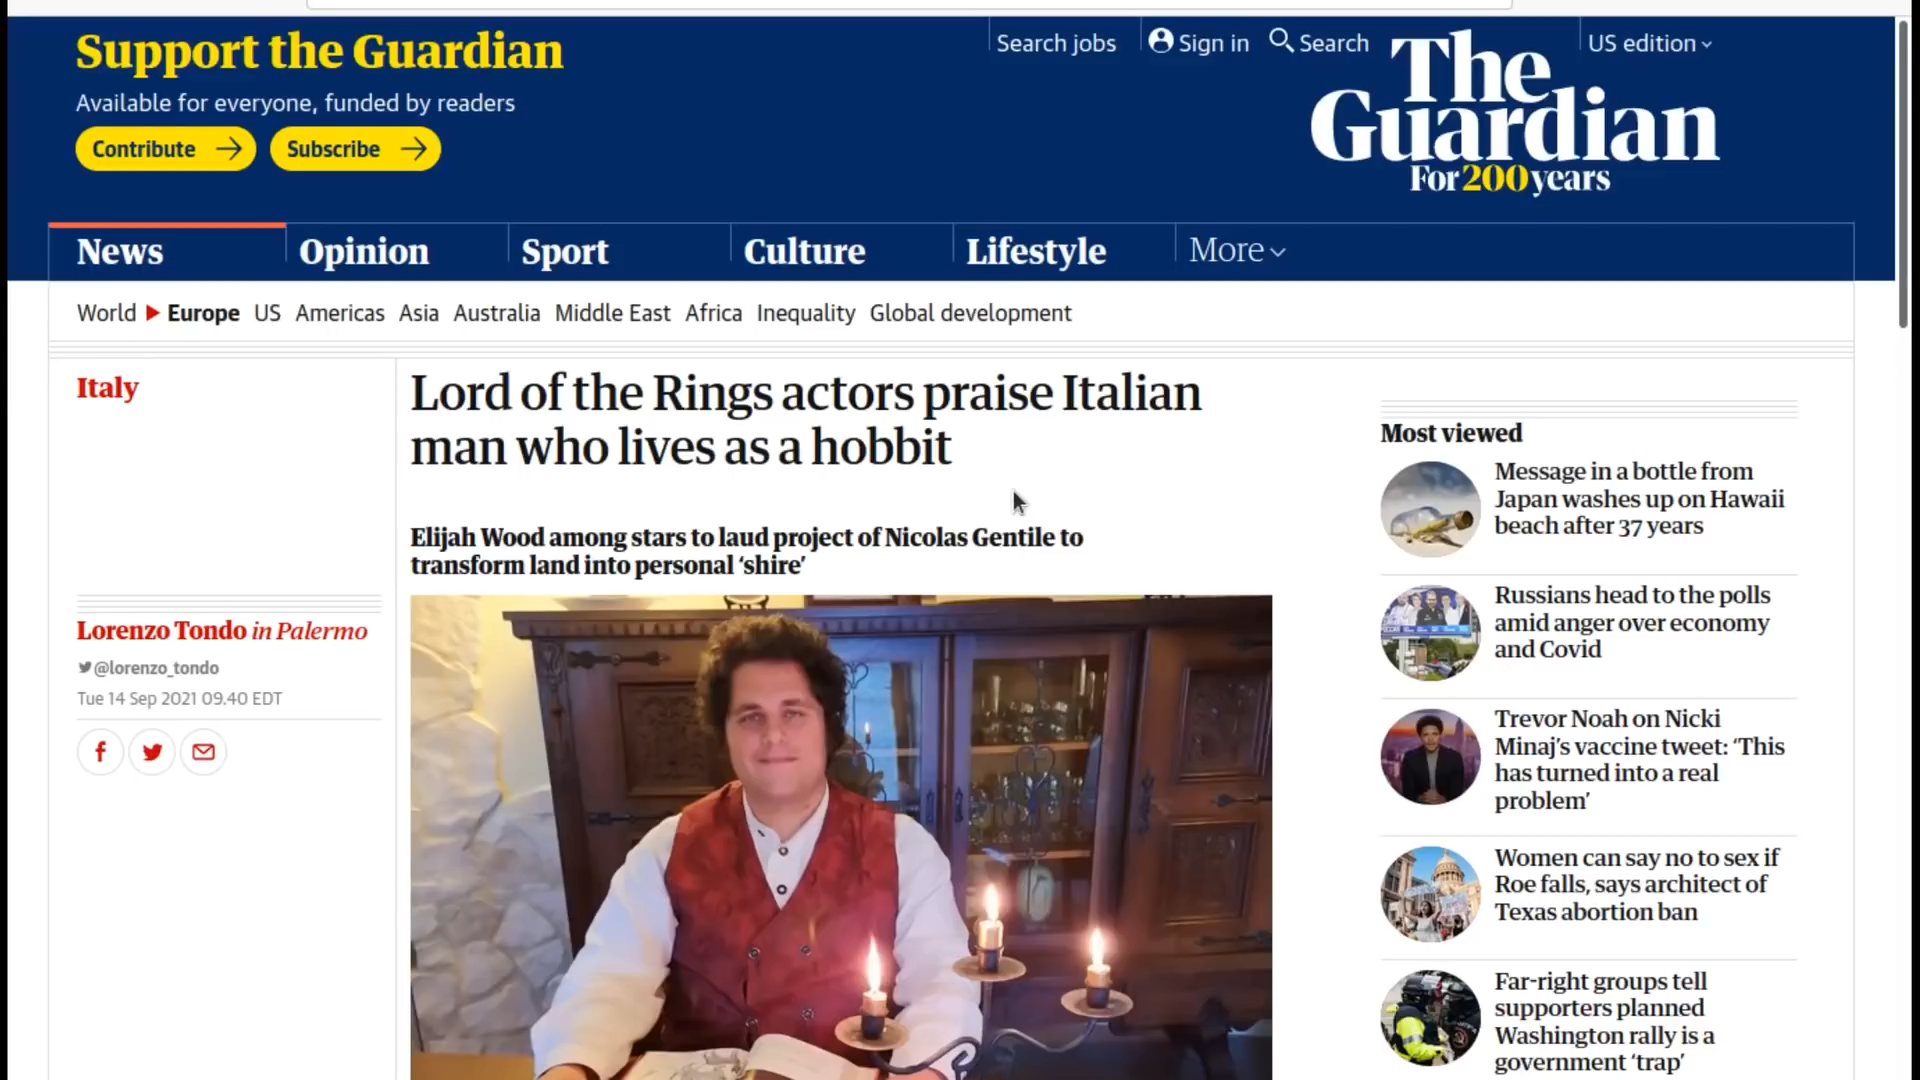 Support the Guardian
Available for everyone, funded by readers
Contribute
Subscribe
Search jobs
Sign in
Search
US edition
The
Guardian
For 200 years
News
Opinion
Sport
Culture
Lifestyle
More
World Europe US Americas Asia Australia Middle East Africa Inequality Global development
Italy
Lord of the Rings actors praise Italian
man who lives as a hobbit
Elijah Wood among stars to laud project of Nicolas Gentile to
transform land into personal ‘shire’
Lorenzo Tondo in Palermo
@lorenzo_tondo
Tue 14 Sep 2021 09.40 EDT
Most viewed
Message in a bottle from
Japan washes up on Hawaii
beach after 37 years
Russians head to the polls
amid anger over economy
and Covid
Trevor Noah on Nicki
Minaj’s vaccine tweet: ‘This
has turned into a real
problem’
Women can say no to sex if
Roe falls, says architect of
Texas abortion ban
Far-right groups tell
supporters planned
Washington rally is a
government ‘trap’